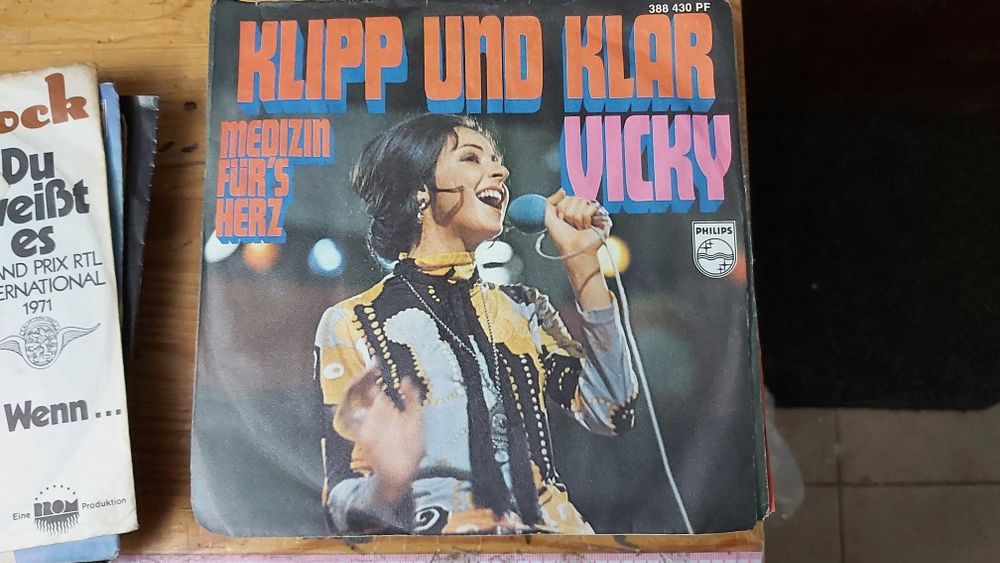 388 430 PF
KLIPP UND KLAR
MEDIZIN
FÜR'S
HERZ
VICKY
PHILIPS
ock
Du
weißt
es
AND PRIX RTL
ERNATIONAL
1971
Wenn...
Eine BROM Produktion